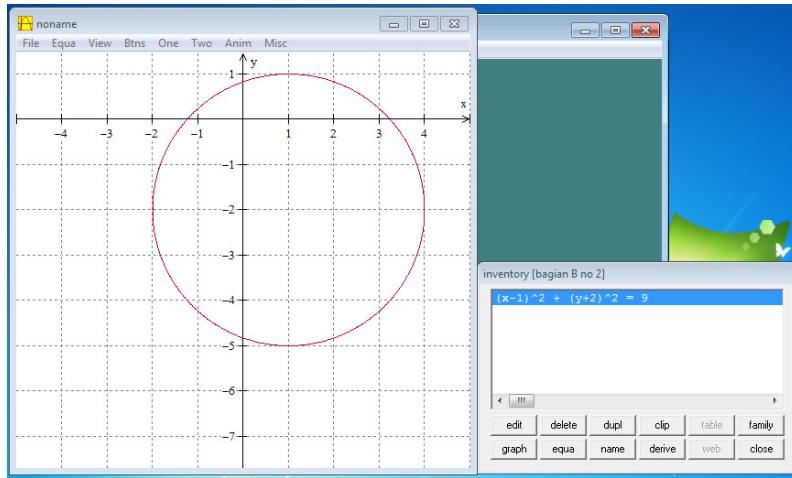 noname
File Equa View Btns One Two Anim Misc
y
1
x
−4 −3 −2 −1 1 2 3 4
−1
−2
−3
−4
−5
−6
−7
inventory [bagian B no 2]
(x−1)^2 + (y+2)^2 = 9
edit delete dupl clip table family
graph equa name derive web close